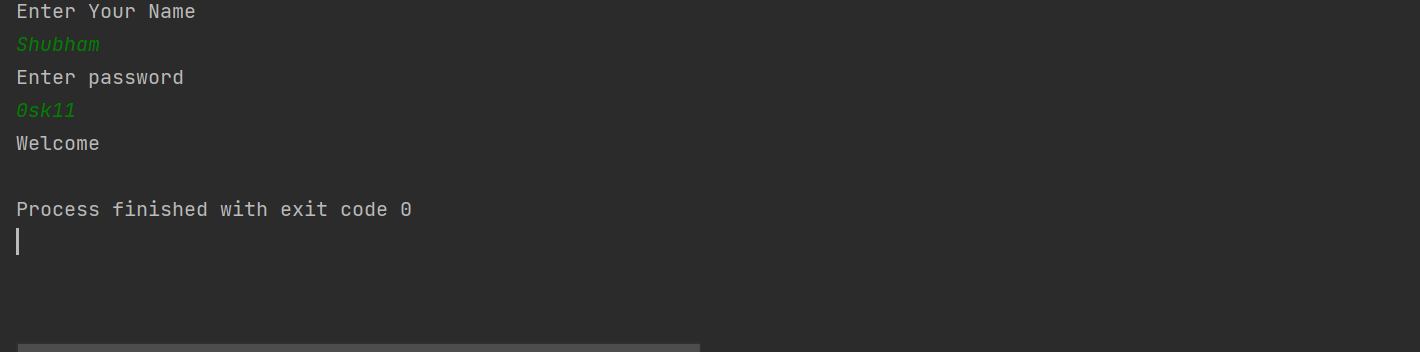 Enter Your Name
Shubham
Enter password
0sk11
Welcome
Process finished with exit code 0